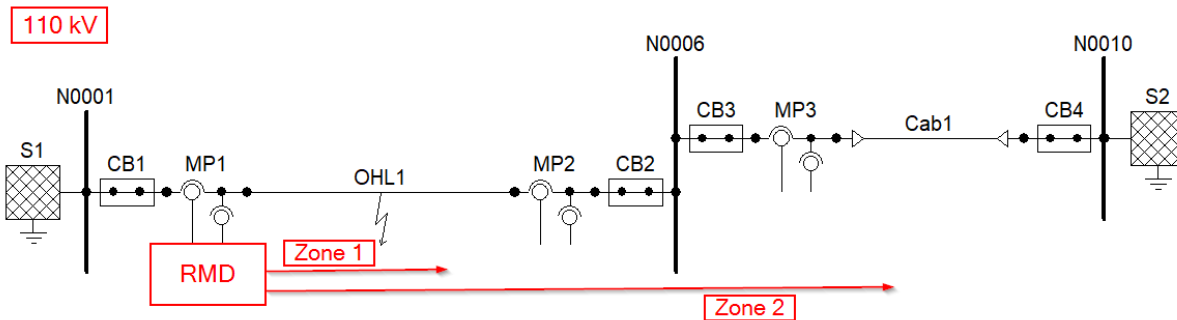 110 kV
N0006
N0010
N0001
CB3 MP3 Cab1 CB4 S2
S1 CB1 MP1 OHL1 MP2 CB2
Zone 1
RMD
Zone 2